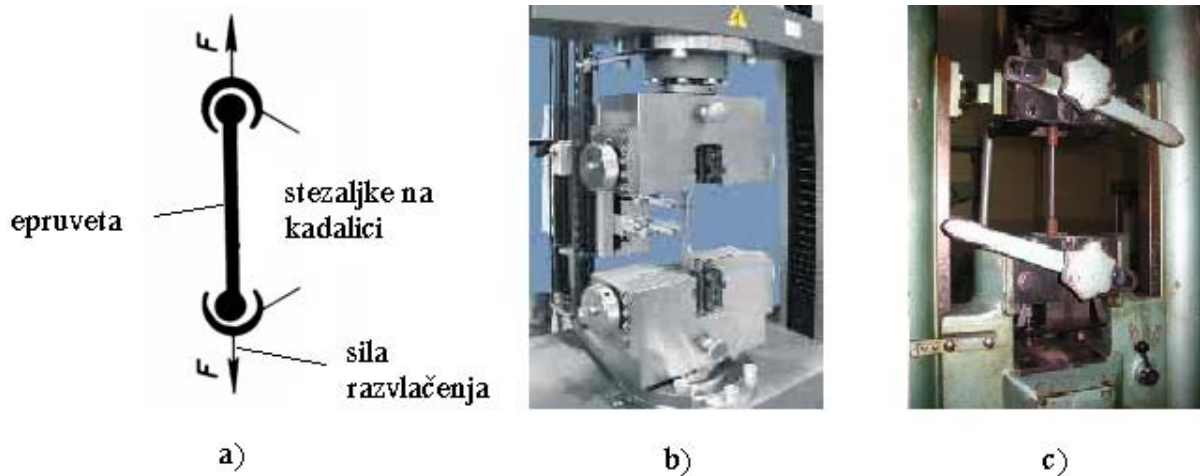 F
epruveta
stezaljke na
kadalici
sila
razvlačenja
F
a)
b)
c)